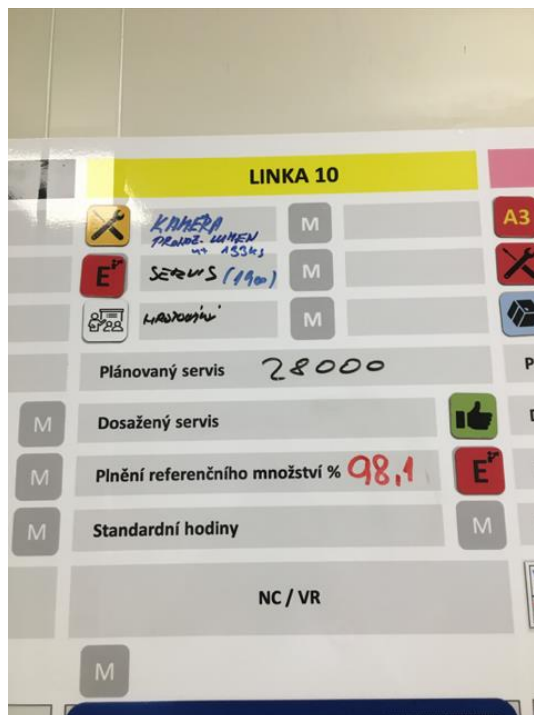 LINKA 10
KAMERA M A3
LUMEN
E SERVIS (1900) M
M
Plánovaný servis 28000 P
M Dosažený servis D
M Plnění referenčního množství % 98,1 E
M Standardní hodiny M
NC / VR
M